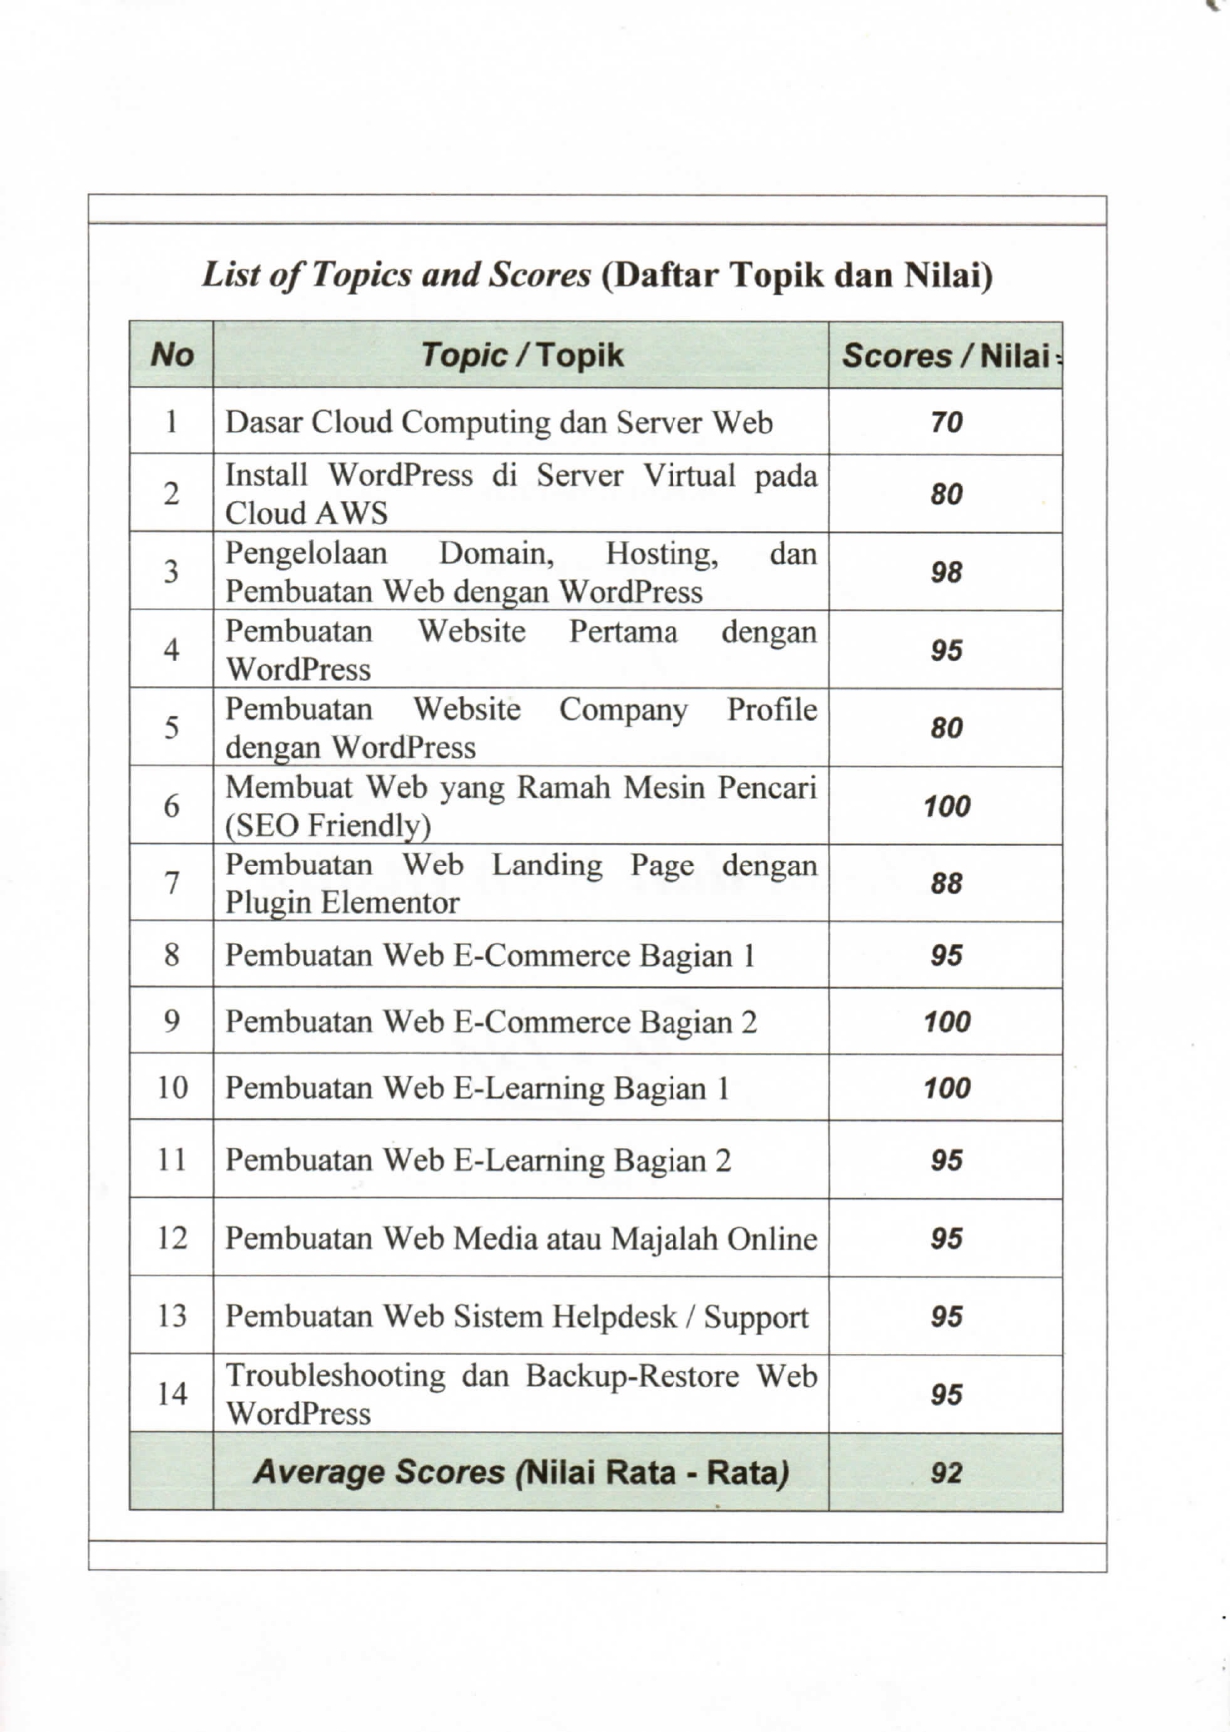 List of Topics and Scores (Daftar Topik dan Nilai)
No Topic / Topik Scores / Nilai
1 Dasar Cloud Computing dan Server Web 70
2 Install WordPress di Server Virtual pada
Cloud AWS 80
3 Pengelolaan Domain, Hosting, dan
Pembuatan Web dengan WordPress 98
4 Pembuatan Website Pertama dengan
WordPress 95
5 Pembuatan Website Company Profile
dengan WordPress 80
6 Membuat Web yang Ramah Mesin Pencari
(SEO Friendly) 100
7 Pembuatan Web Landing Page dengan
Plugin Elementor 88
8 Pembuatan Web E-Commerce Bagian 1 95
9 Pembuatan Web E-Commerce Bagian 2 100
10 Pembuatan Web E-Learning Bagian 1 100
11 Pembuatan Web E-Learning Bagian 2 95
12 Pembuatan Web Media atau Majalah Online 95
13 Pembuatan Web Sistem Helpdesk / Support 95
14 Troubleshooting dan Backup-Restore Web
WordPress 95
Average Scores (Nilai Rata - Rata) 92